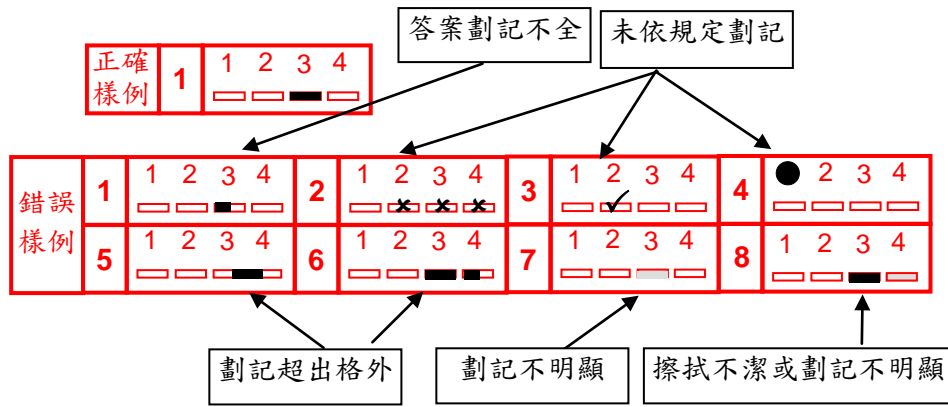 答案劃記不全
未依規定劃記
正確樣例 1 1 2 3 4
錯誤樣例
1 1 2 3 4
2 1 2 3 4
3 1 2 3 4
4 2 3 4
5 1 2 3 4
6 1 2 3 4
7 1 2 3 4
8 1 2 3 4
劃記超出格外
劃記不明顯
擦拭不潔或劃記不明顯